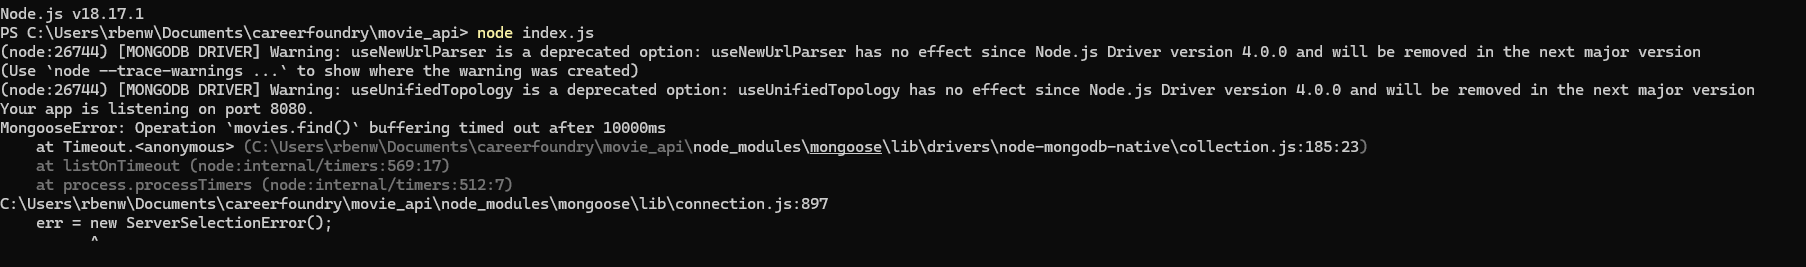 Node.js v18.17.1
PS C:\Users\rbenw\Documents\careerfoundry\movie_api> node index.js
(node:26744) [MONGODB DRIVER] Warning: useNewUrlParser is a deprecated option: useNewUrlParser has no effect since Node.js Driver version 4.0.0 and will be removed in the next major version
(Use `node --trace-warnings ...` to show where the warning was created)
(node:26744) [MONGODB DRIVER] Warning: useUnifiedTopology is a deprecated option: useUnifiedTopology has no effect since Node.js Driver version 4.0.0 and will be removed in the next major version
Your app is listening on port 8080.
MongooseError: Operation `movies.find()` buffering timed out after 10000ms
    at Timeout.<anonymous> (C:\Users\rbenw\Documents\careerfoundry\movie_api\node_modules\mongoose\lib\drivers\node-mongodb-native\collection.js:185:23)
    at listOnTimeout (node:internal/timers:569:17)
    at process.processTimers (node:internal/timers:512:7)
C:\Users\rbenw\Documents\careerfoundry\movie_api\node_modules\mongoose\lib\connection.js:897
    err = new ServerSelectionError();
          ^